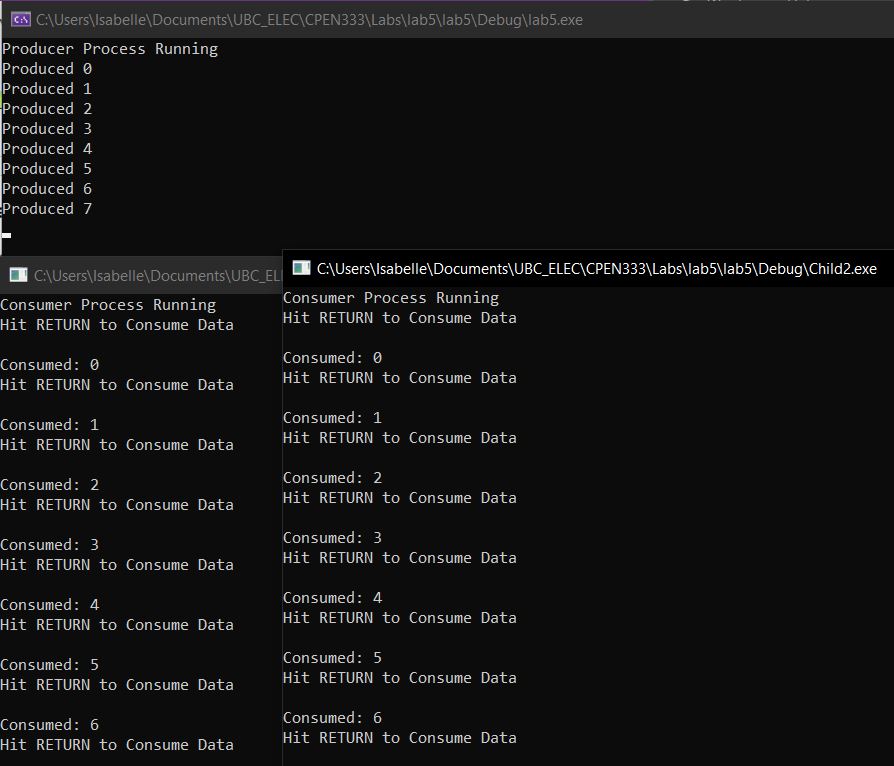 C:\Users\Isabelle\Documents\UBC_ELEC\CPEN333\Labs\lab5\lab5\Debug\lab5.exe
Producer Process Running
Produced 0
Produced 1
Produced 2
Produced 3
Produced 4
Produced 5
Produced 6
Produced 7
C:\Users\Isabelle\Documents\UBC_EL
Consumer Process Running
Hit RETURN to Consume Data
Consumed: 0
Hit RETURN to Consume Data
Consumed: 1
Hit RETURN to Consume Data
Consumed: 2
Hit RETURN to Consume Data
Consumed: 3
Hit RETURN to Consume Data
Consumed: 4
Hit RETURN to Consume Data
Consumed: 5
Hit RETURN to Consume Data
Consumed: 6
Hit RETURN to Consume Data
C:\Users\Isabelle\Documents\UBC_ELEC\CPEN333\Labs\lab5\lab5\Debug\Child2.exe
Consumer Process Running
Hit RETURN to Consume Data
Consumed: 0
Hit RETURN to Consume Data
Consumed: 1
Hit RETURN to Consume Data
Consumed: 2
Hit RETURN to Consume Data
Consumed: 3
Hit RETURN to Consume Data
Consumed: 4
Hit RETURN to Consume Data
Consumed: 5
Hit RETURN to Consume Data
Consumed: 6
Hit RETURN to Consume Data